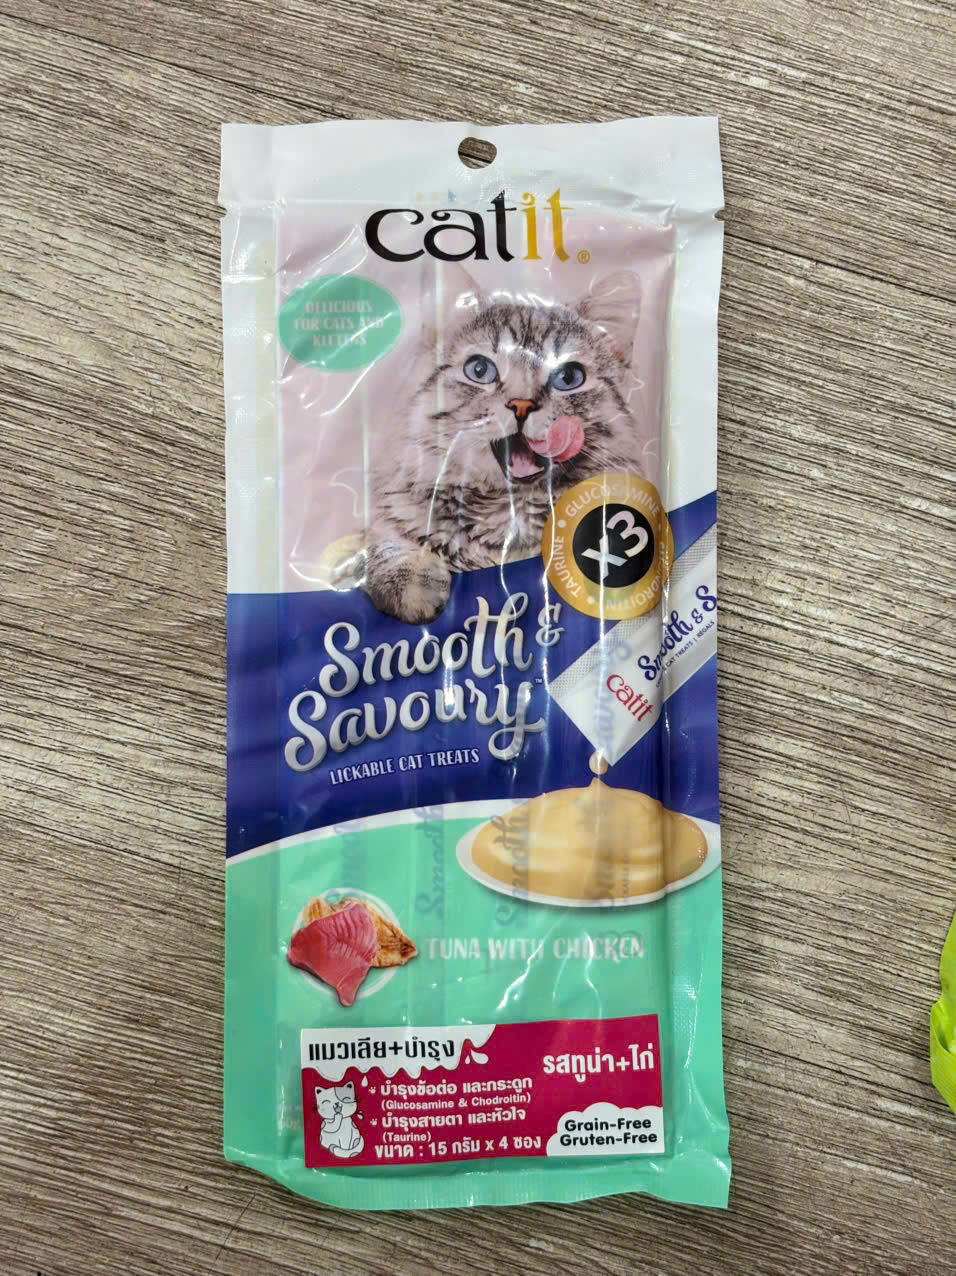 catit®
DELICIOUS
FOR CATS AND
KITTENS
GLUCOSAMINE •
TAURINE •
X3
Smooth &
Savoury™
LICKABLE CAT TREATS
Smooth & S
CAT TREATS
catit
TUNA WITH CHICKEN
แมวเลีย+บำรุง
รสทูน่า+ไก่
บำรุงข้อต่อ และกระดูก
(Glucosamine & Chodroitin)
บำรุงสายตา และหัวใจ
(Taurine)
ขนาด : 15 กรัม x 4 ซอง
Grain-Free
Gruten-Free